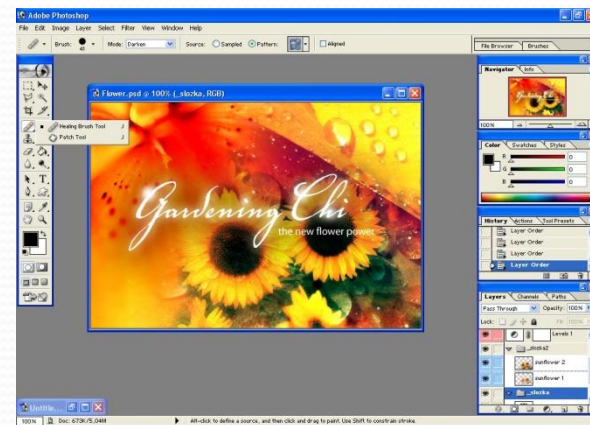 Adobe Photoshop
File Edit Image Layer Select Filter View Window Help
Brush: Mode: Darken Source: Sampled Pattern: Aligned
File Browser Brushes
Flower.psd @ 100% (_slozka, RGB)
Healing Brush Tool J
Patch Tool J
Gardening Chi
the new flower power
Navigator Info
100%
Color Swatches Styles
R 0
G 0
B 0
History Actions Tool Presets
Layer Order
Layer Order
Layer Order
Layer Order
Layers Channels Paths
Pass Through Opacity: 100%
Lock: Fill: 100%
Levels 1
_slozka2
sunflower 2
sunflower 1
_slozka
Untitle...
100% Doc: 673K/5,04M Alt-click to define a source, and then click and drag to paint. Use Shift to constrain stroke.